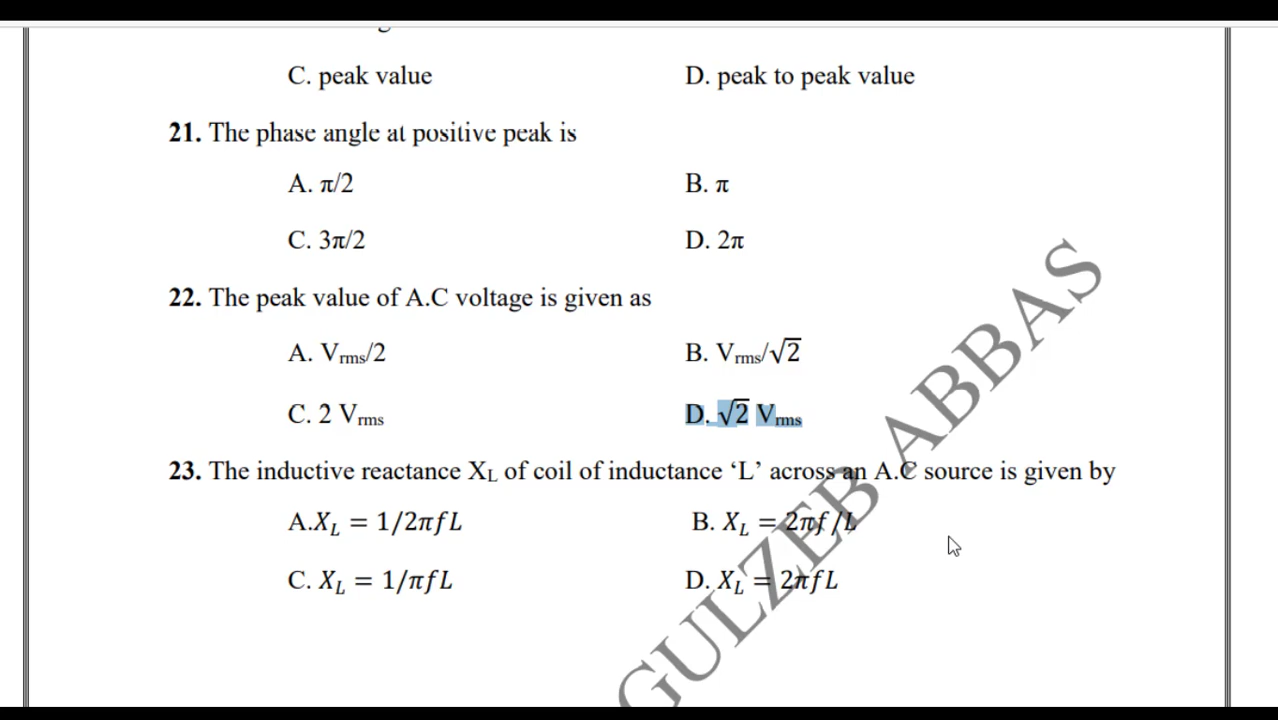 C. peak value D. peak to peak value
21. The phase angle at positive peak is
A. π/2 B. π
C. 3π/2 D. 2π
22. The peak value of A.C voltage is given as
A. Vrms/2 B. Vrms/√2
C. 2 Vrms D. √2 Vrms
23. The inductive reactance XL of coil of inductance ‘L’ across an A.C source is given by
A.XL = 1/2πfL B. XL = 2πf/L
C. XL = 1/πfL D. XL = 2πfL
GULZEB ABBAS